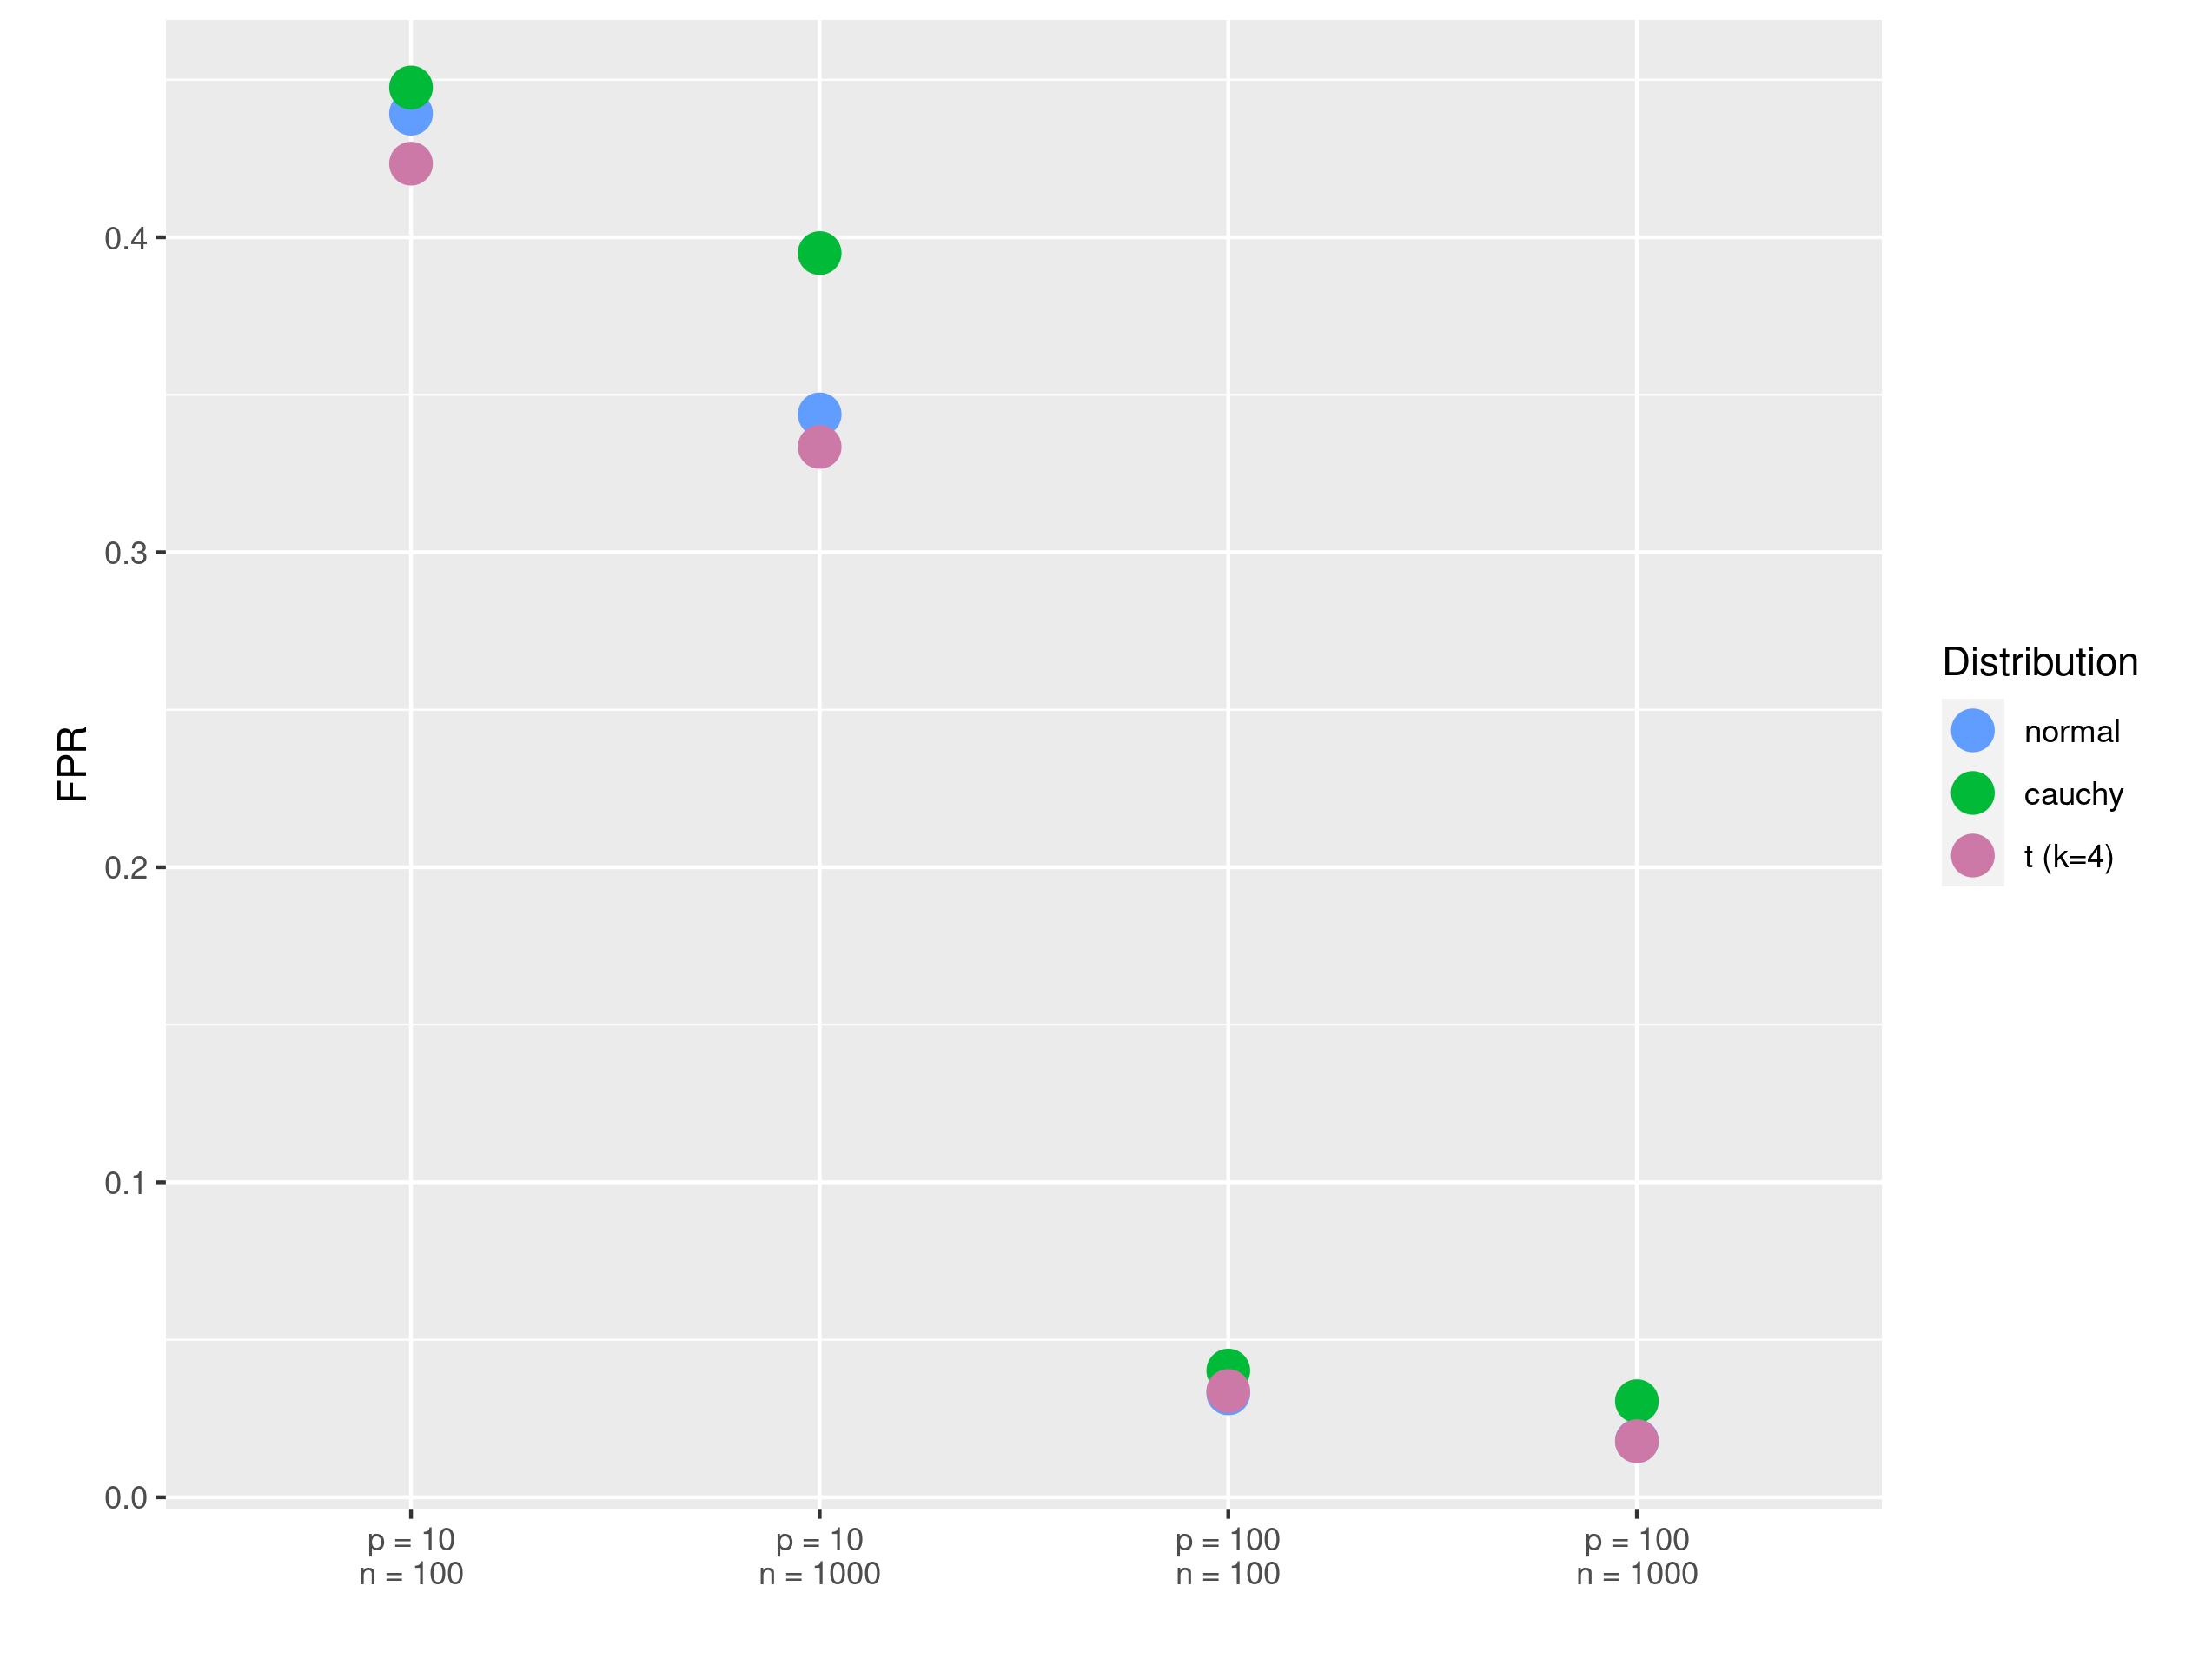 FPR
0.4
0.3
0.2
0.1
0.0
p = 10
n = 100
p = 10
n = 1000
p = 100
n = 100
p = 100
n = 1000
Distribution
normal
cauchy
t (k=4)